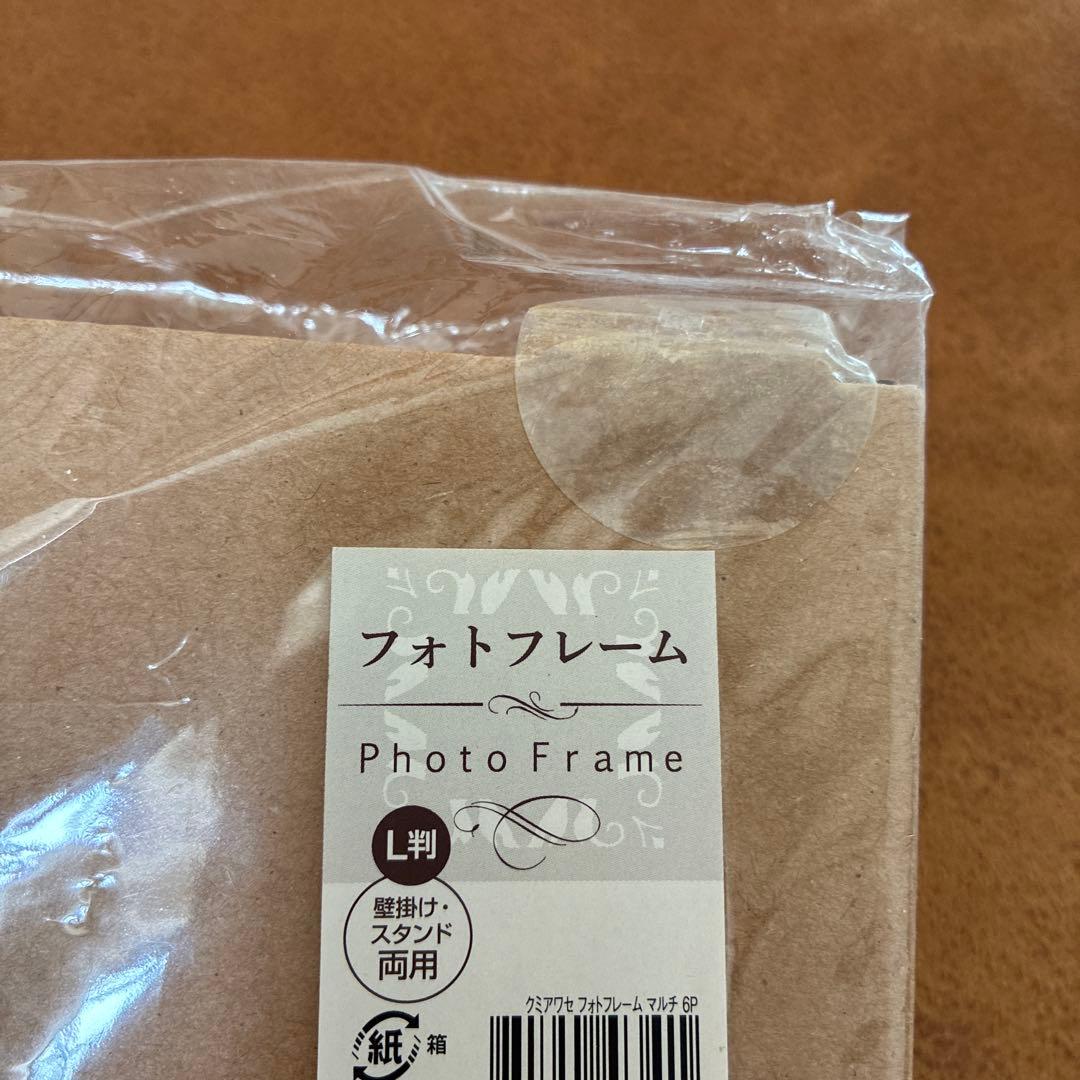 フォトフレーム
Photo Frame
L判
壁掛け・
スタンド
両用
クミアワセ フォトフレーム マルチ 6P
紙 箱